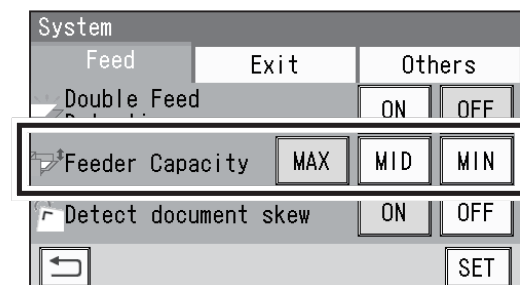 System
Feed Exit Others
Double Feed ON OFF
Feeder Capacity MAX MID MIN
Detect document skew ON OFF
SET